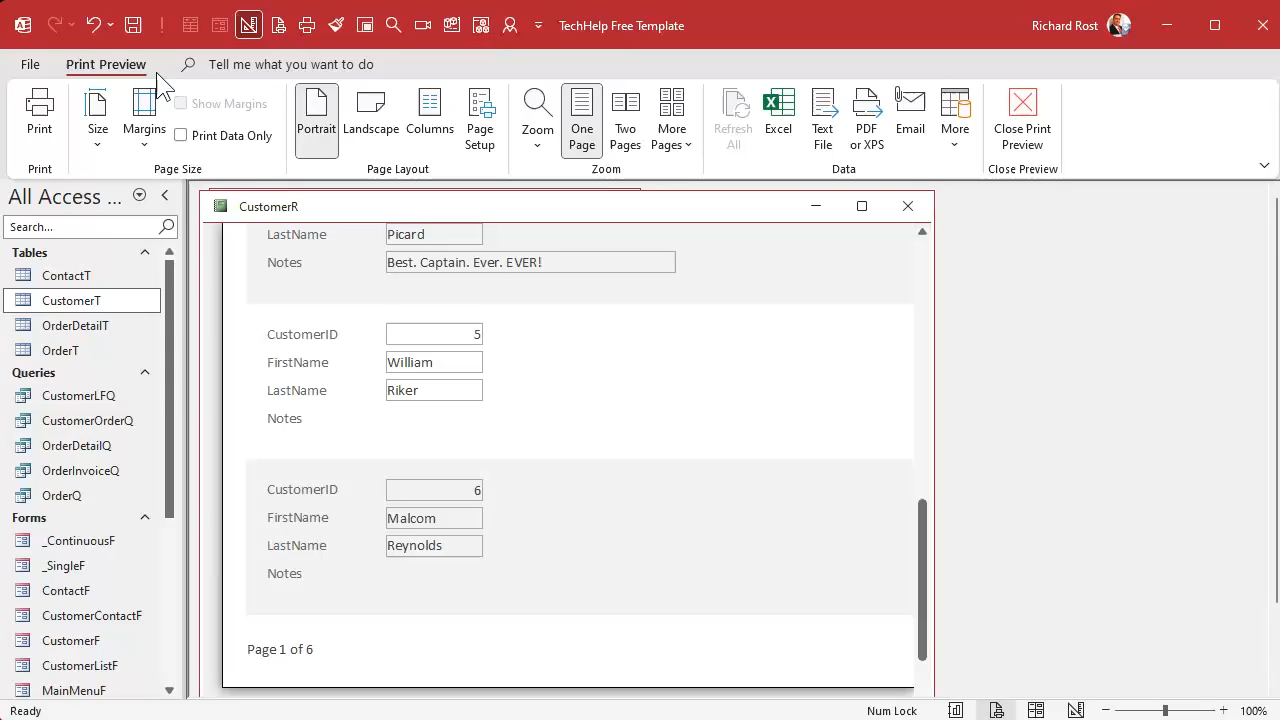 TechHelp Free Template
Richard Rost
File
Print Preview
Tell me what you want to do
Print
Size
Margins
Show Margins
Print Data Only
Portrait
Landscape
Columns
Page Setup
Zoom
One Page
Two Pages
More Pages
Refresh All
Excel
Text File
PDF or XPS
Email
More
Close Print Preview
Print
Page Size
Page Layout
Zoom
Data
Close Preview
All Access ...
Search...
Tables
ContactT
CustomerT
OrderDetailT
OrderT
Queries
CustomerLFQ
CustomerOrderQ
OrderDetailQ
OrderInvoiceQ
OrderQ
Forms
_ContinuousF
_SingleF
ContactF
CustomerContactF
CustomerF
CustomerListF
MainMenuF
CustomerR
LastName Picard
Notes Best. Captain. Ever. EVER!
CustomerID 5
FirstName William
LastName Riker
Notes
CustomerID 6
FirstName Malcom
LastName Reynolds
Notes
Page 1 of 6
Ready
Num Lock
100%